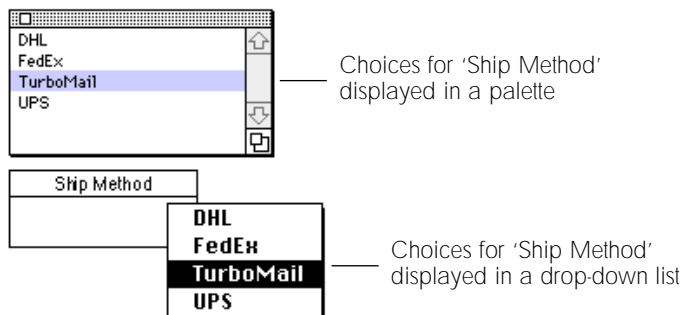 DHL
FedEx
TurboMail
UPS
Choices for ‘Ship Method’
displayed in a palette
Ship Method
DHL
FedEx
TurboMail
UPS
Choices for ‘Ship Method’
displayed in a drop-down list